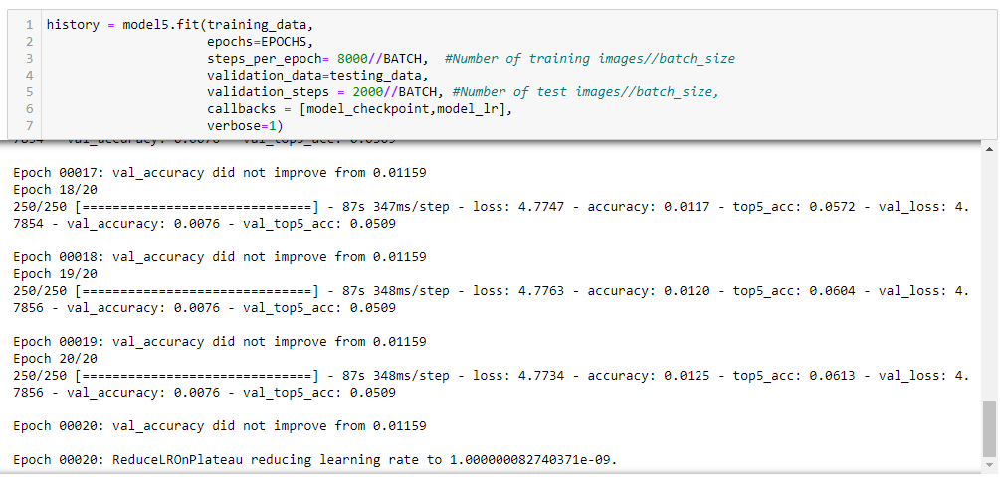 1 history = model5.fit(training_data,
2 epochs=EPOCHS,
3 steps_per_epoch= 8000//BATCH, #Number of training images//batch_size
4 validation_data=testing_data,
5 validation_steps = 2000//BATCH, #Number of test images//batch_size,
6 callbacks = [model_checkpoint,model_lr],
7 verbose=1)
Epoch 00017: val_accuracy did not improve from 0.01159
Epoch 18/20
250/250 [==============================] - 87s 347ms/step - loss: 4.7747 - accuracy: 0.0117 - top5_acc: 0.0572 - val_loss: 4.
7854 - val_accuracy: 0.0076 - val_top5_acc: 0.0509
Epoch 00018: val_accuracy did not improve from 0.01159
Epoch 19/20
250/250 [==============================] - 87s 348ms/step - loss: 4.7763 - accuracy: 0.0120 - top5_acc: 0.0604 - val_loss: 4.
7856 - val_accuracy: 0.0076 - val_top5_acc: 0.0509
Epoch 00019: val_accuracy did not improve from 0.01159
Epoch 20/20
250/250 [==============================] - 87s 348ms/step - loss: 4.7734 - accuracy: 0.0125 - top5_acc: 0.0613 - val_loss: 4.
7856 - val_accuracy: 0.0076 - val_top5_acc: 0.0509
Epoch 00020: val_accuracy did not improve from 0.01159
Epoch 00020: ReduceLROnPlateau reducing learning rate to 1.000000082740371e-09.